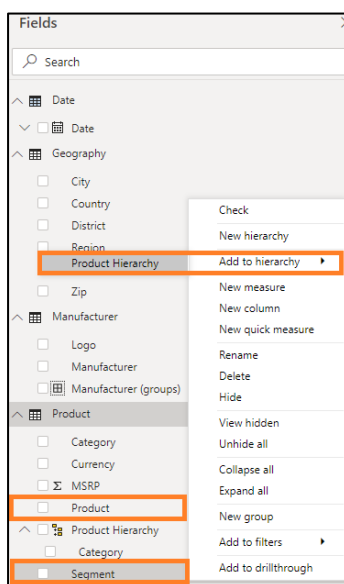 Fields
Search
Date
Date
Geography
City
Country
District
Region
Product Hierarchy
Zip
Manufacturer
Logo
Manufacturer
Manufacturer (groups)
Product
Category
Currency
Σ MSRP
Product
Product Hierarchy
Category
Segment
Check
New hierarchy
Add to hierarchy
New measure
New column
New quick measure
Rename
Delete
Hide
View hidden
Unhide all
Collapse all
Expand all
New group
Add to filters
Add to drillthrough